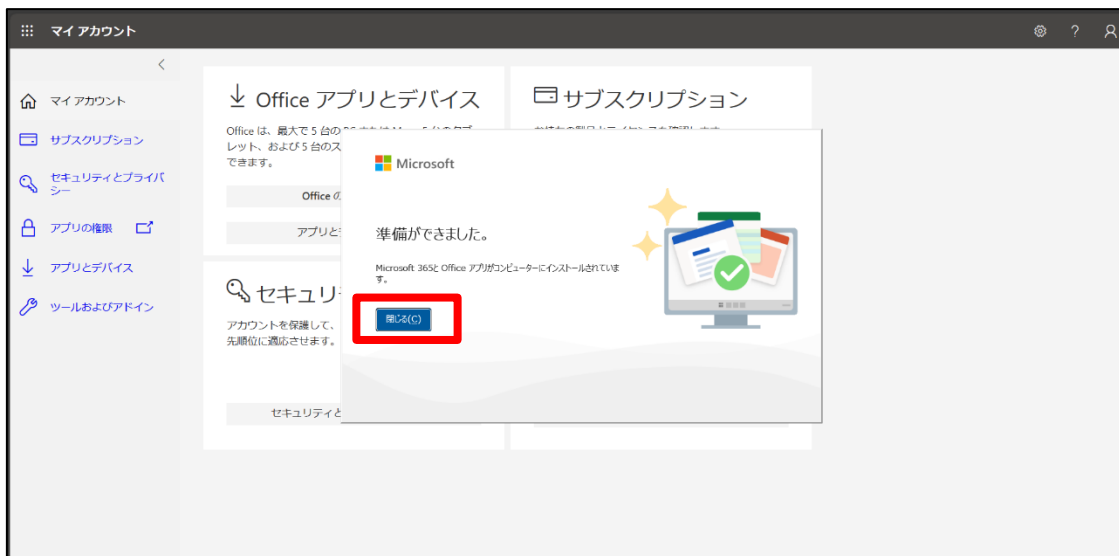 マイ アカウント
?
マイ アカウント
サブスクリプション
セキュリティとプライバ
シー
アプリの権限
アプリとデバイス
ツールおよびアドイン
Office アプリとデバイス
Office は、最大で 5 台の
レット、および 5 台のス
できます。
Office の
アプリと
サブスクリプション
セキュリ
アカウントを保護して、
先順位に適応させます。
セキュリティと
Microsoft
準備ができました。
Microsoft 365と Office アプリがコンピューターにインストールされていま
す。
閉じる(C)